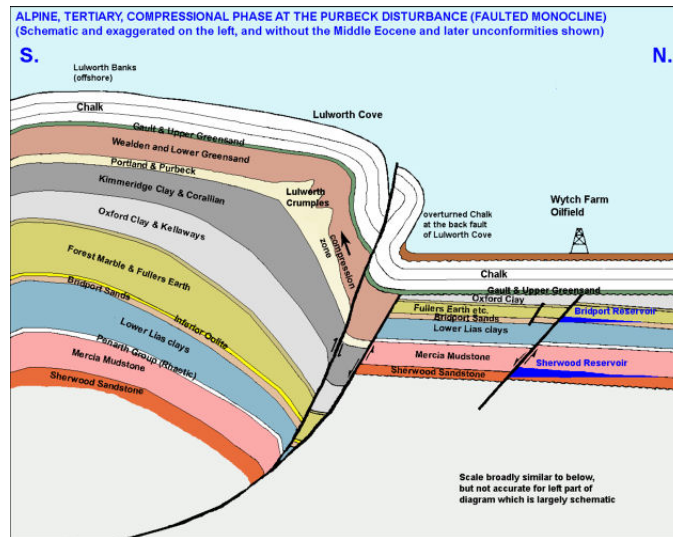 ALPINE, TERTIARY, COMPRESSIONAL PHASE AT THE PURBECK DISTURBANCE (FAULTED MONOCLINE)
(Schematic and exaggerated on the left, and without the Middle Eocene and later unconformities shown)
S.
N.
Lulworth Banks
(offshore)
Chalk
Lulworth Cove
Gault & Upper Greensand
Wealden and Lower Greensand
Portland & Purbeck
Kimmeridge Clay & Corallian
Lulworth
Crumples
Oxford Clay & Kellaways
compression
zone
Forest Marble & Fullers Earth
Bridport Sands
Inferior Oolite
Lower Lias clays
Penarth Group (Rhaetic)
Mercia Mudstone
Sherwood Sandstone
overturned Chalk
at the back fault
of Lulworth Cove
Wytch Farm
Oilfield
Chalk
Gault & Upper Greensand
Oxford Clay
Fullers Earth etc.
Bridport Sands
Bridport Reservoir
Lower Lias clays
Mercia Mudstone
Sherwood Reservoir
Sherwood Sandstone
Scale broadly similar to below,
but not accurate for left part of
diagram which is largely schematic